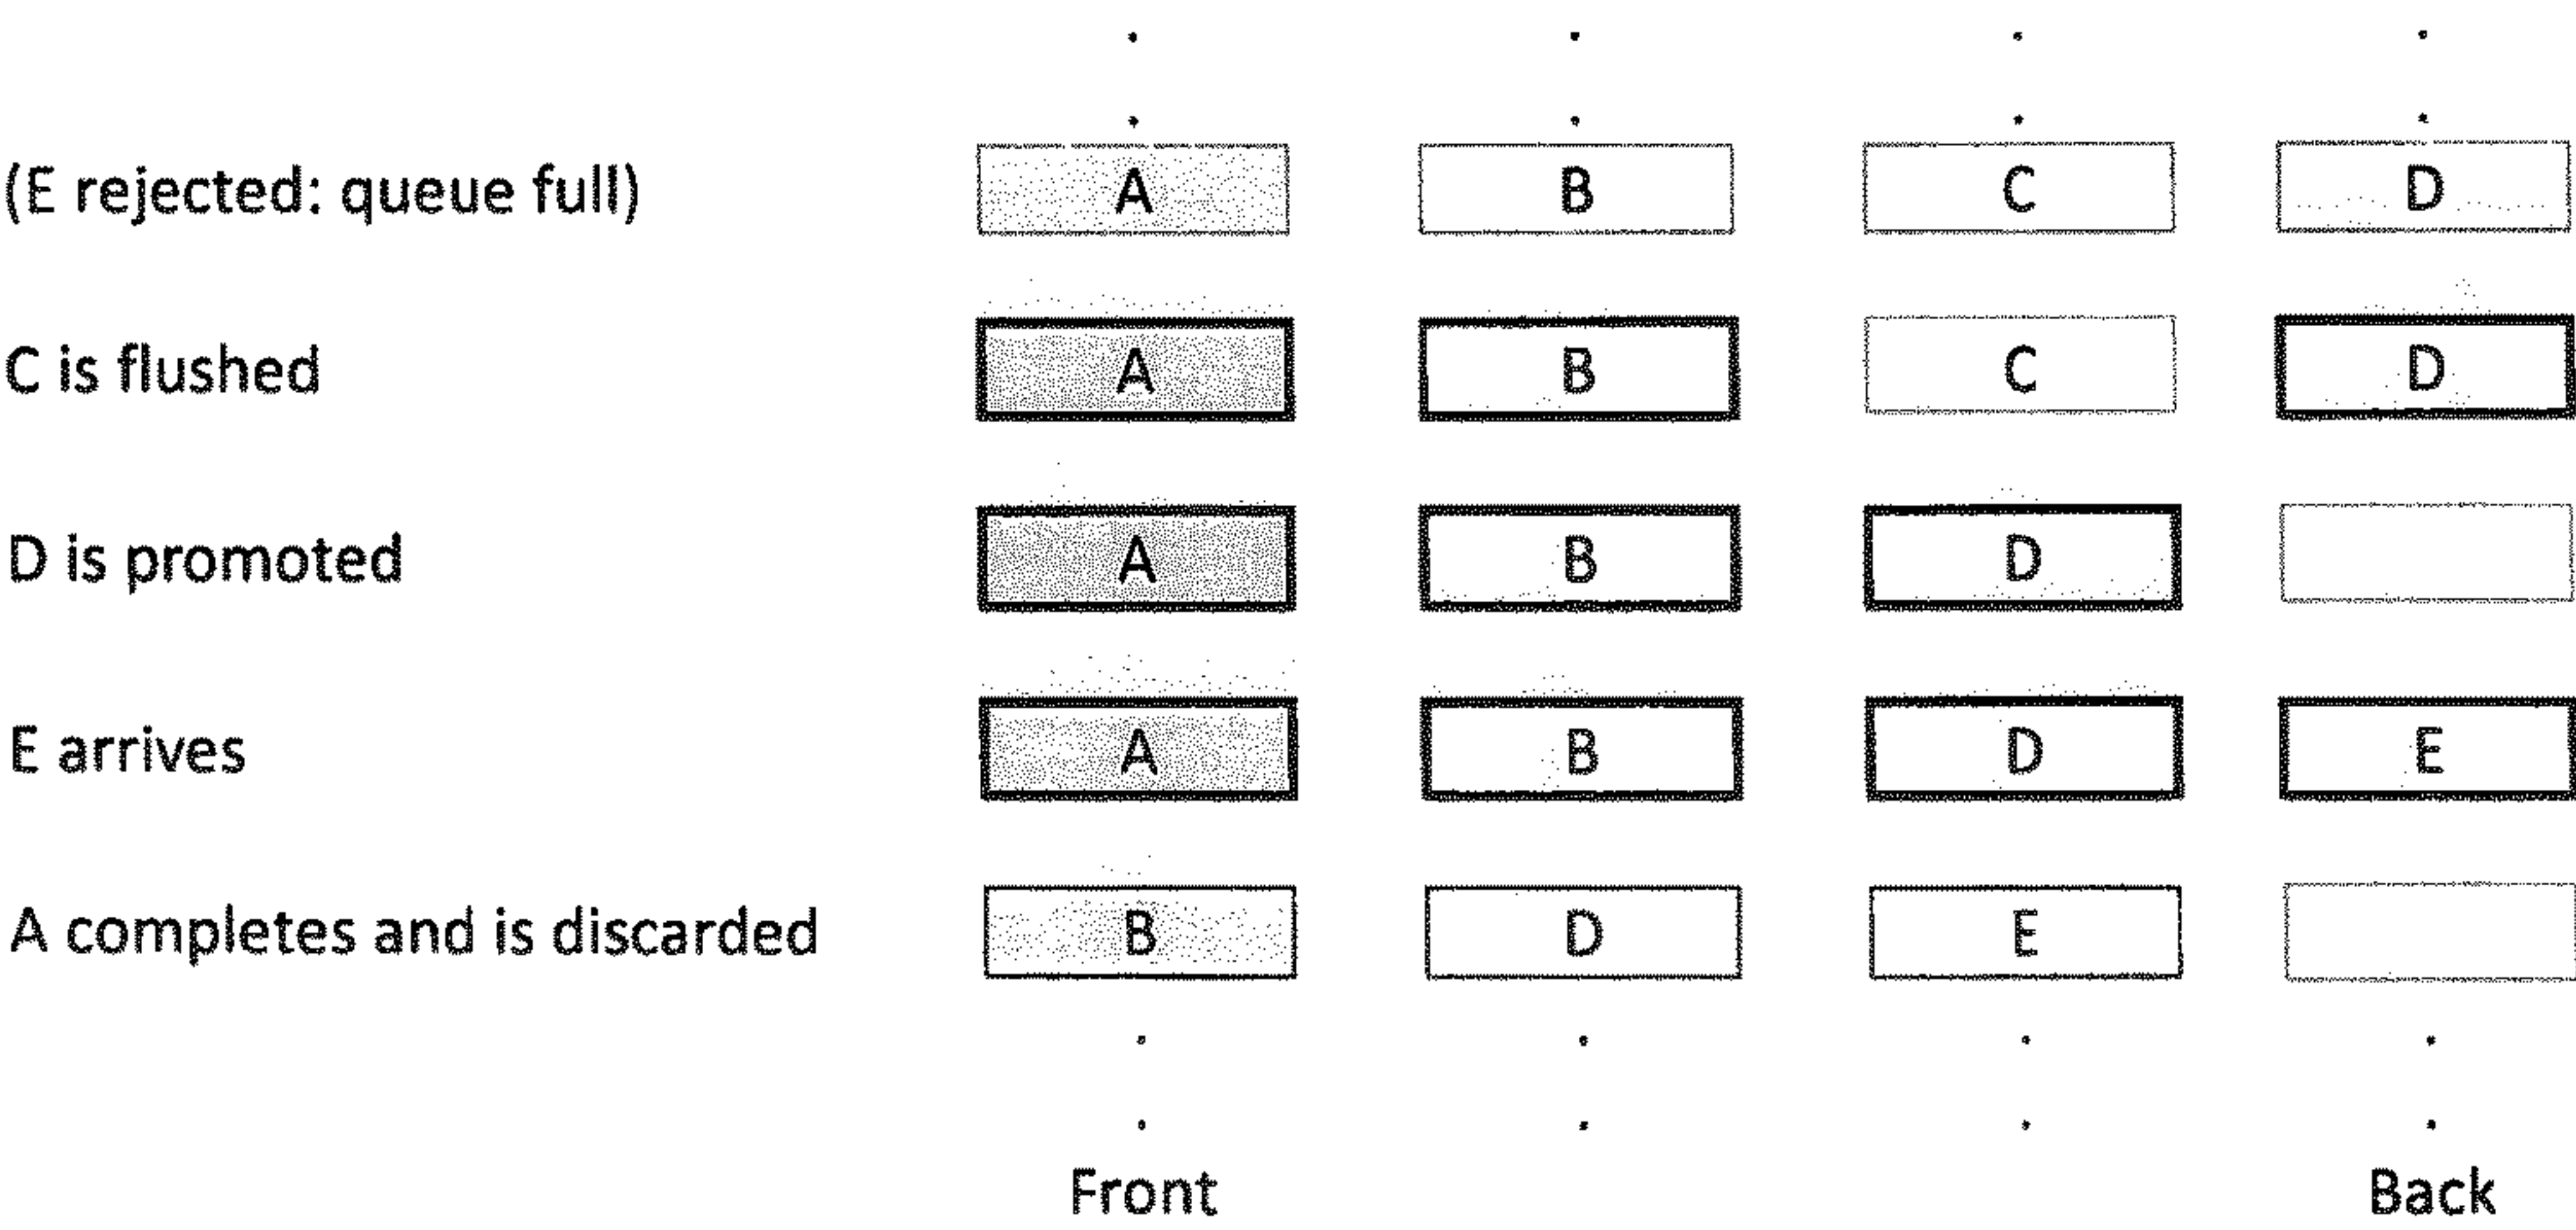 (E rejected: queue full) A B C D
C is flushed A B C D
D is promoted A B D
E arrives A B D E
A completes and is discarded B D E
Front Back